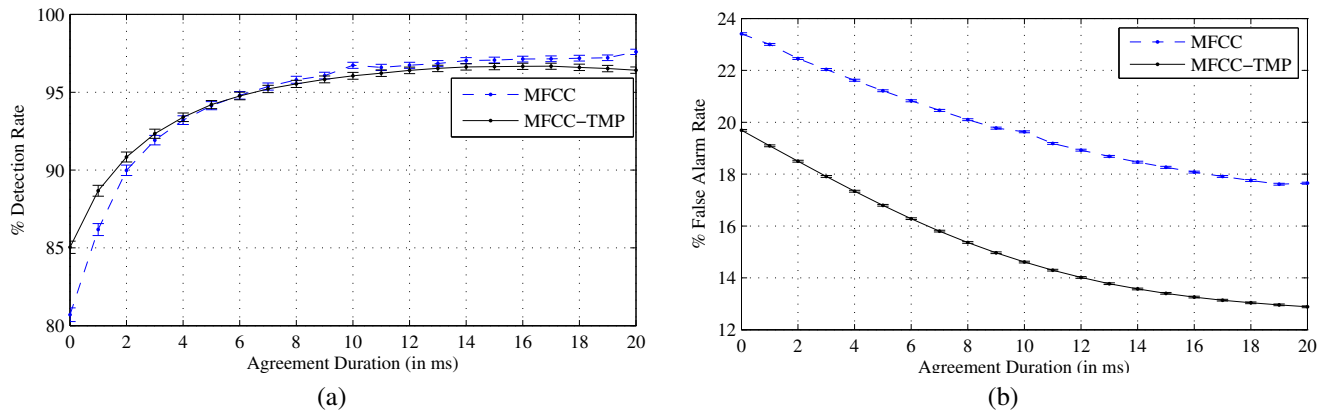 100
95
90
85
80
% Detection Rate
MFCC
MFCC-TMP
0 2 4 6 8 10 12 14 16 18 20
Agreement Duration (in ms)
(a)
24
22
20
18
16
14
12
% False Alarm Rate
MFCC
MFCC-TMP
0 2 4 6 8 10 12 14 16 18 20
Agreement Duration (in ms)
(b)